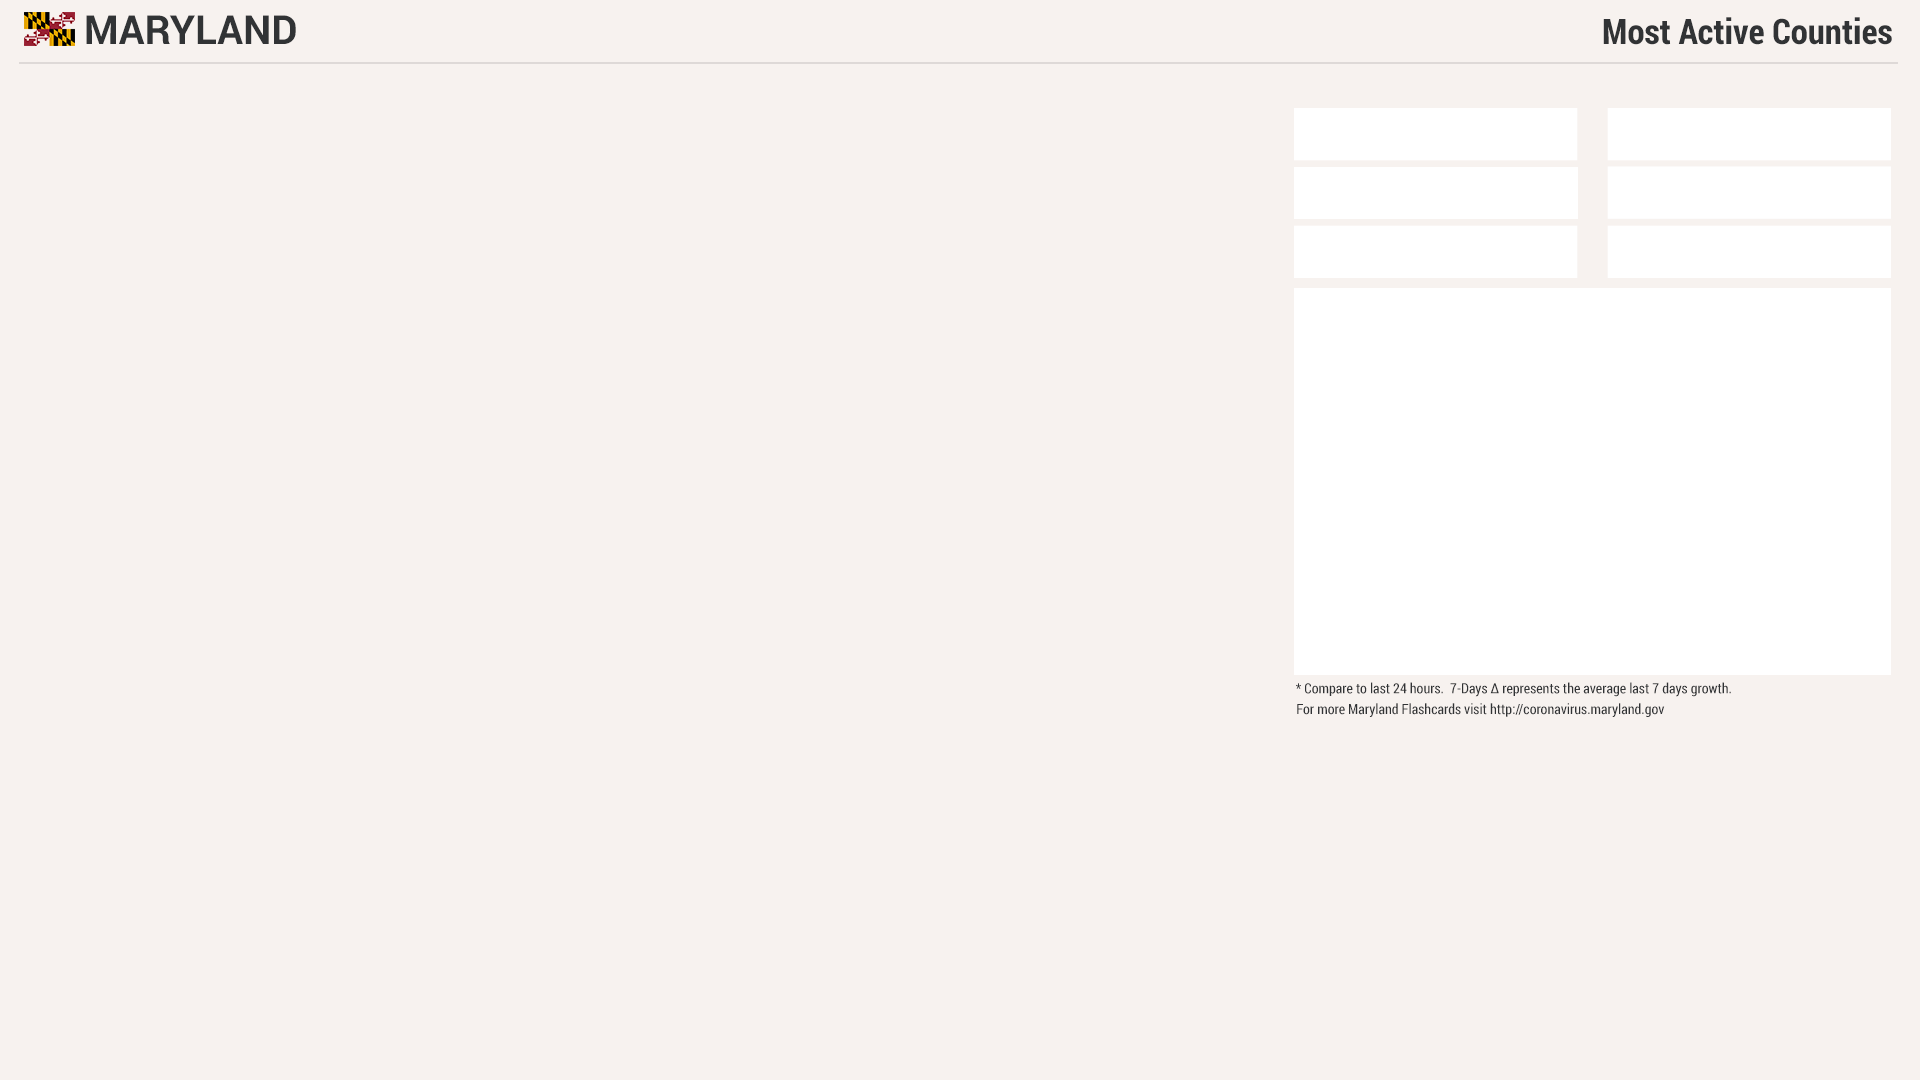 MARYLAND
Most Active Counties
* Compare to last 24 hours.  7-Days Δ represents the average last 7 days growth.
For more Maryland Flashcards visit http://coronavirus.maryland.gov